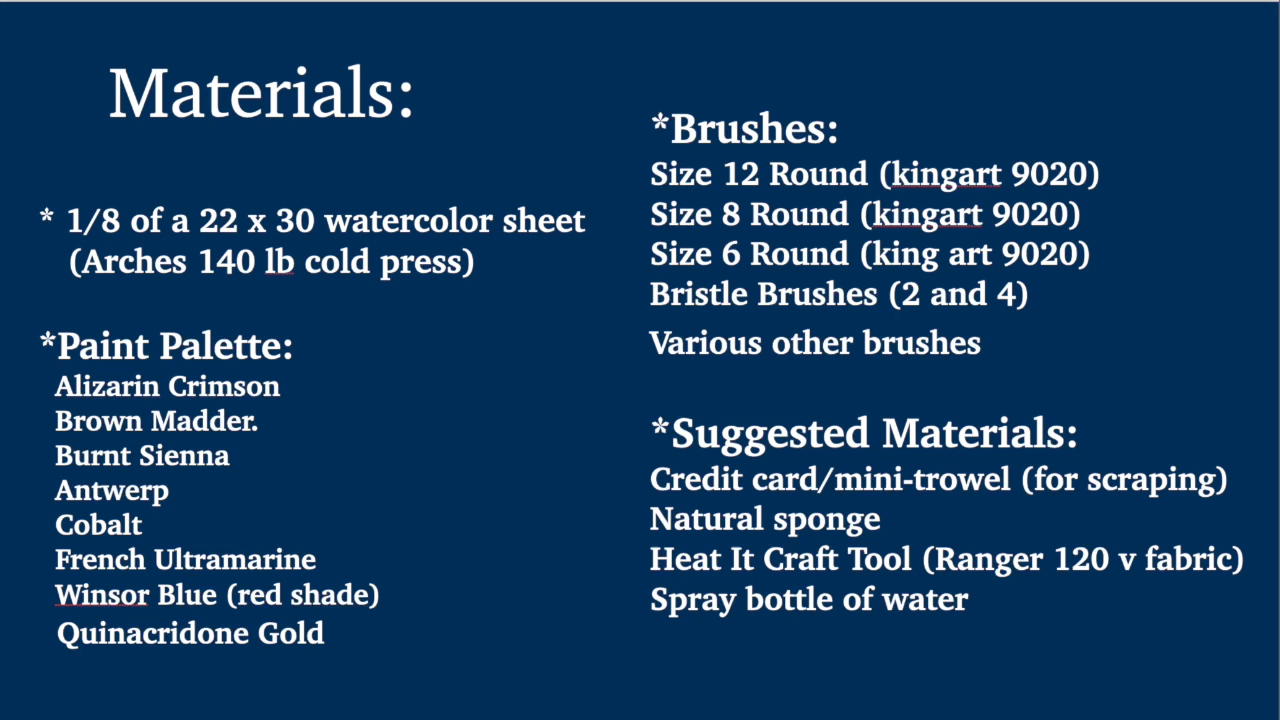 Materials:
* 1/8 of a 22 x 30 watercolor sheet
(Arches 140 lb cold press)
*Paint Palette:
Alizarin Crimson
Brown Madder.
Burnt Sienna
Antwerp
Cobalt
French Ultramarine
Winsor Blue (red shade)
Quinacridone Gold
*Brushes:
Size 12 Round (kingart 9020)
Size 8 Round (kingart 9020)
Size 6 Round (king art 9020)
Bristle Brushes (2 and 4)
Various other brushes
*Suggested Materials:
Credit card/mini-trowel (for scraping)
Natural sponge
Heat It Craft Tool (Ranger 120 v fabric)
Spray bottle of water